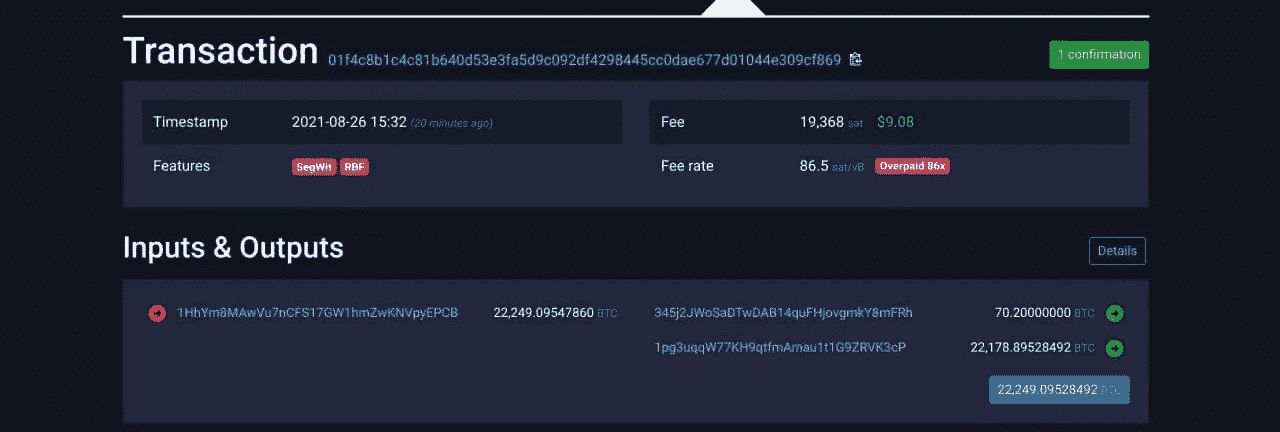 Transaction 01f4c8b1c4c81b640d53e3fa5d9c092df4298445cc0dae677d01044e309cf869 1 confirmation
Timestamp 2021-08-26 15:32 (20 minutes ago) Fee 19,368 sat $9.08
Features SegWit RBF Fee rate 86.5 sat/vB Overpaid 86x
Inputs & Outputs Details
1HhYm8MAwVu7nCFS17GW1hmZwKNVpyEPCB 22,249.09547860 BTC 345j2JWoSaDTwDAB14quFHjovgmkY8mFRh 70.20000000 BTC
1pg3uqqW77KH9qtfmAmau1t1G9ZRVK3cP 22,178.89528492 BTC
22,249.09528492 BTC